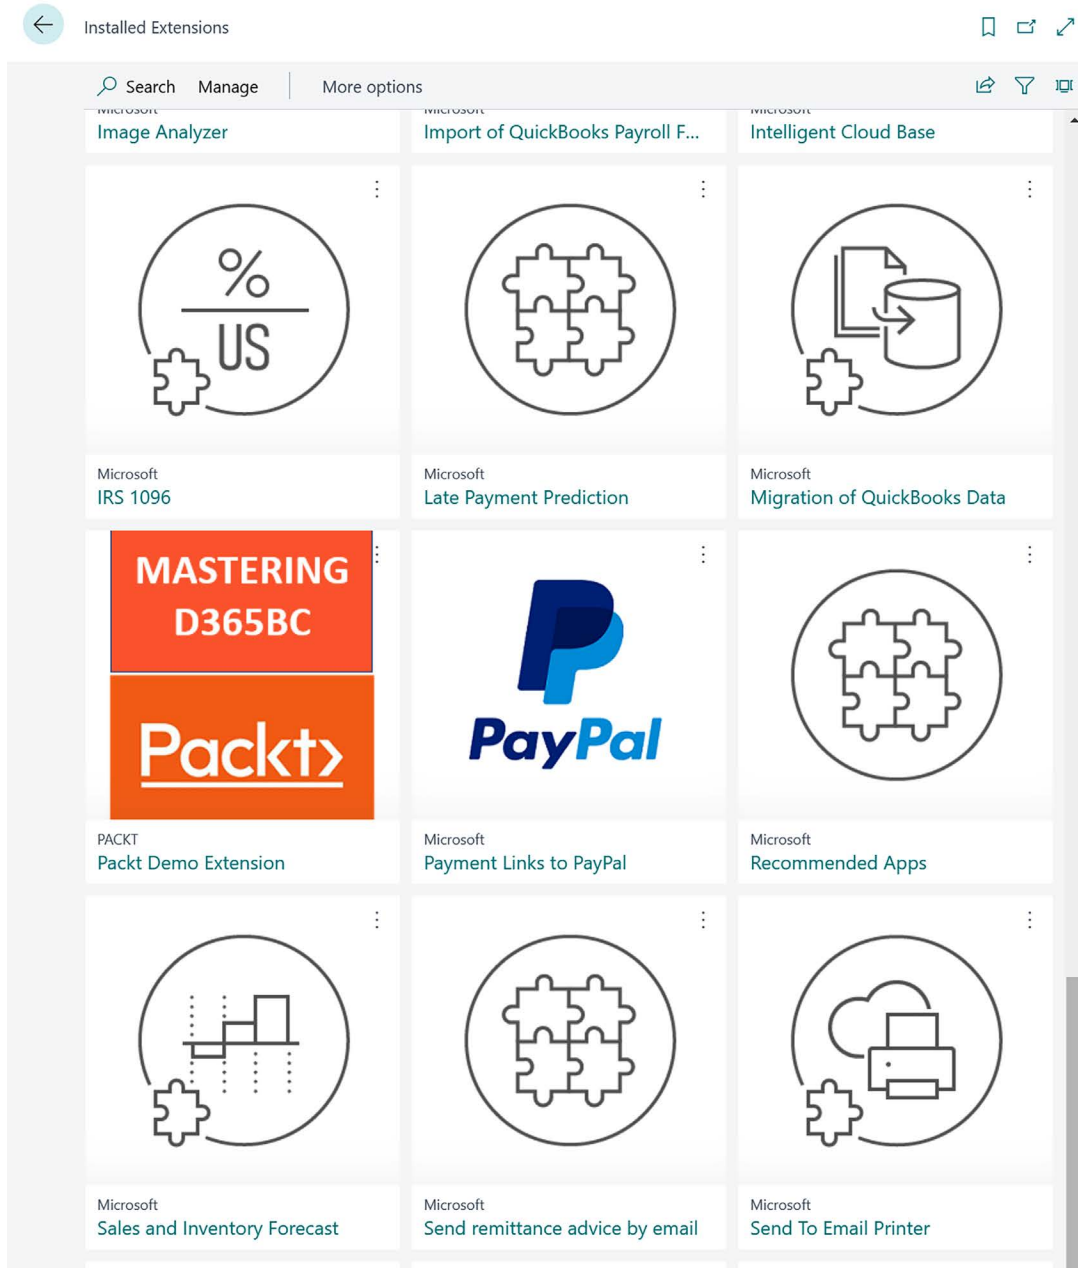 Installed Extensions
Search Manage More options
Microsoft Microsoft Microsoft
Image Analyzer Import of QuickBooks Payroll F... Intelligent Cloud Base
%
US
Microsoft Microsoft Microsoft
IRS 1096 Late Payment Prediction Migration of QuickBooks Data
MASTERING
D365BC
Packt>
PayPal
PACKT Microsoft Microsoft
Packt Demo Extension Payment Links to PayPal Recommended Apps
Microsoft Microsoft Microsoft
Sales and Inventory Forecast Send remittance advice by email Send To Email Printer